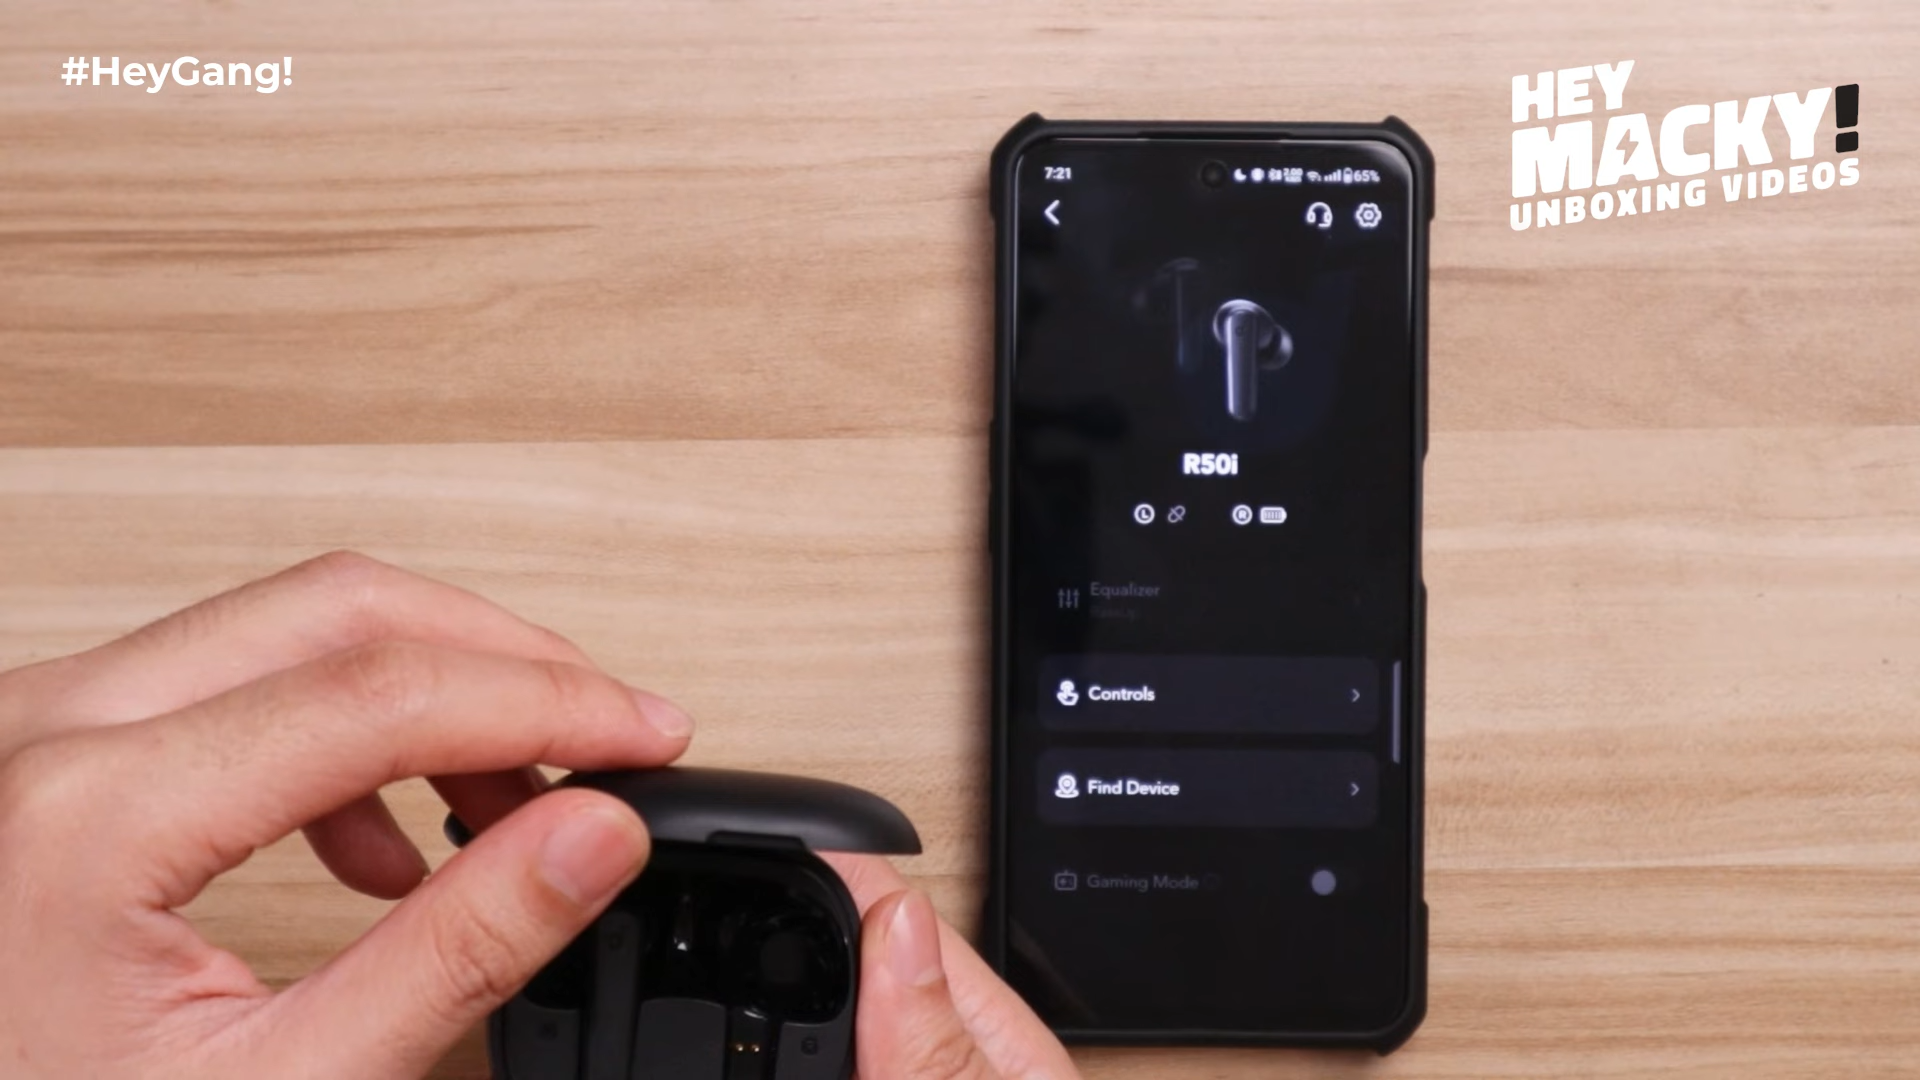 #HeyGang!
HEY
MACKY!
UNBOXING VIDEOS
7:21
65%
R50i
L
R
Equalizer
Controls
Find Device
Gaming Mode